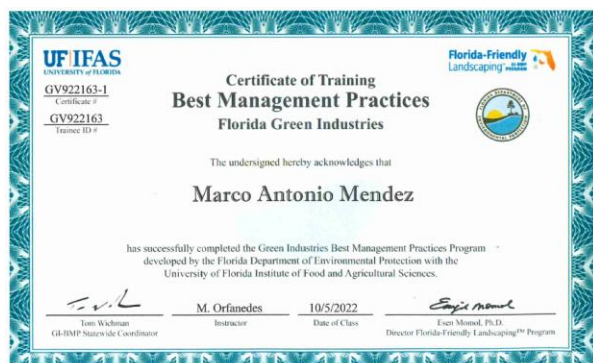 UF|IFAS
UNIVERSITY of FLORIDA
GV922163-1
Certificate #
GV922163
Trainee ID #
Florida-Friendly
Landscaping™
PROGRAM
Certificate of Training
Best Management Practices
Florida Green Industries
The undersigned hereby acknowledges that
Marco Antonio Mendez
has successfully completed the Green Industries Best Management Practices Program
developed by the Florida Department of Environmental Protection with the
University of Florida Institute of Food and Agricultural Sciences.
M. Orfanedes
10/5/2022
Tom Wichman
GI-BMP Statewide Coordinator
Instructor
Date of Class
Esen Momol, Ph.D.
Director Florida-Friendly Landscaping™ Program